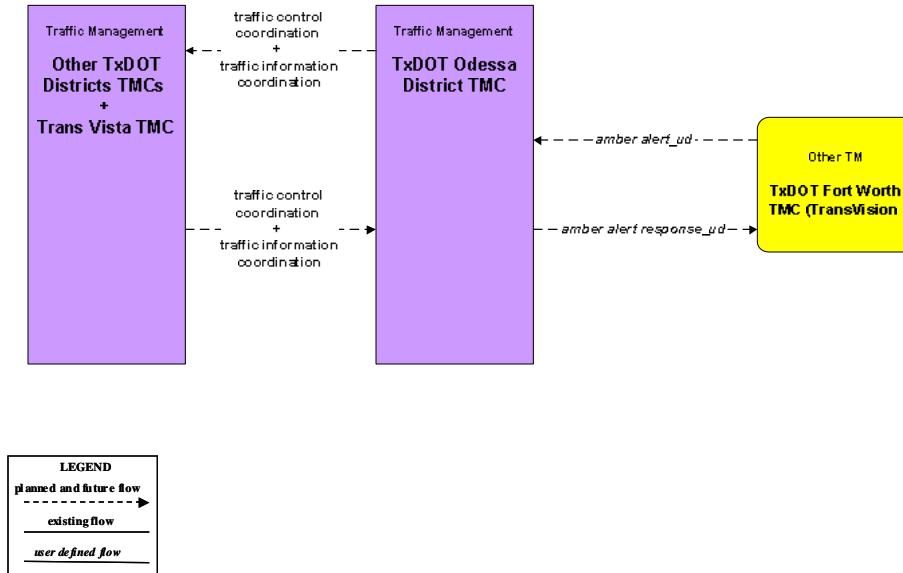 Traffic Management
Other TxDOT
Districts TMCs
+
Trans Vista TMC
traffic control
coordination
+
traffic information
coordination
traffic control
coordination
+
traffic information
coordination
Traffic Management
TxDOT Odessa
District TMC
amber alert_ud
amber alert response_ud
Other TM
TxDOT Fort Worth
TMC (TransVision
LEGEND
planned and future flow
existing flow
user defined flow